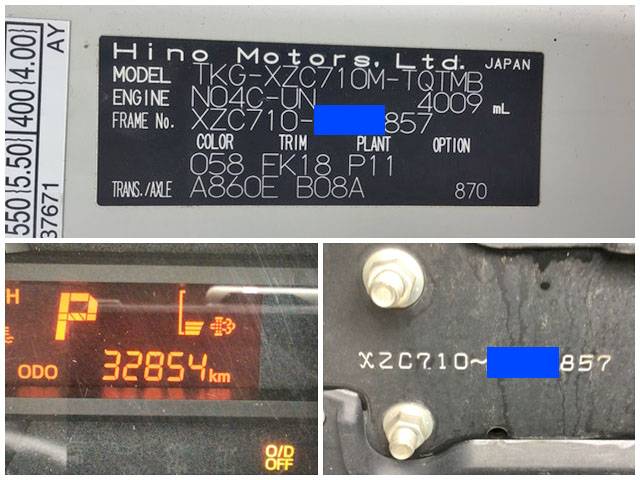 550 5.50 400 4.00
37671 AY
Hino Motors, Ltd. JAPAN
MODEL TKG-XZC710M-TQTMB
ENGINE N04C-UN 4009 mL
FRAME No. XZC710- 857
COLOR TRIM PLANT OPTION
058 FK18 P11
TRANS./AXLE A860E B08A 870
H P
ODO 32854 km
O/D
OFF
XZC710~ 857